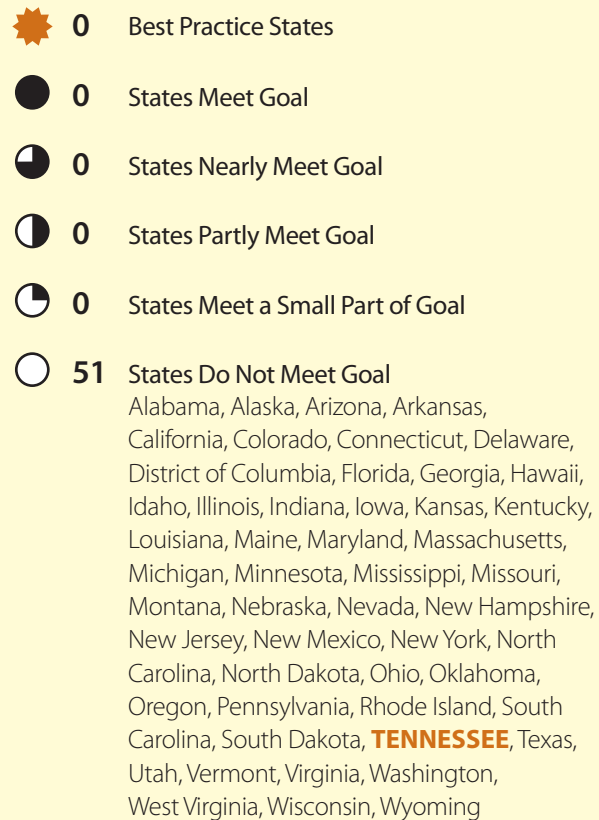 0 Best Practice States
0 States Meet Goal
0 States Nearly Meet Goal
0 States Partly Meet Goal
0 States Meet a Small Part of Goal
51 States Do Not Meet Goal
Alabama, Alaska, Arizona, Arkansas,
California, Colorado, Connecticut, Delaware,
District of Columbia, Florida, Georgia, Hawaii,
Idaho, Illinois, Indiana, Iowa, Kansas, Kentucky,
Louisiana, Maine, Maryland, Massachusetts,
Michigan, Minnesota, Mississippi, Missouri,
Montana, Nebraska, Nevada, New Hampshire,
New Jersey, New Mexico, New York, North
Carolina, North Dakota, Ohio, Oklahoma,
Oregon, Pennsylvania, Rhode Island, South
Carolina, South Dakota, TENNESSEE, Texas,
Utah, Vermont, Virginia, Washington,
West Virginia, Wisconsin, Wyoming